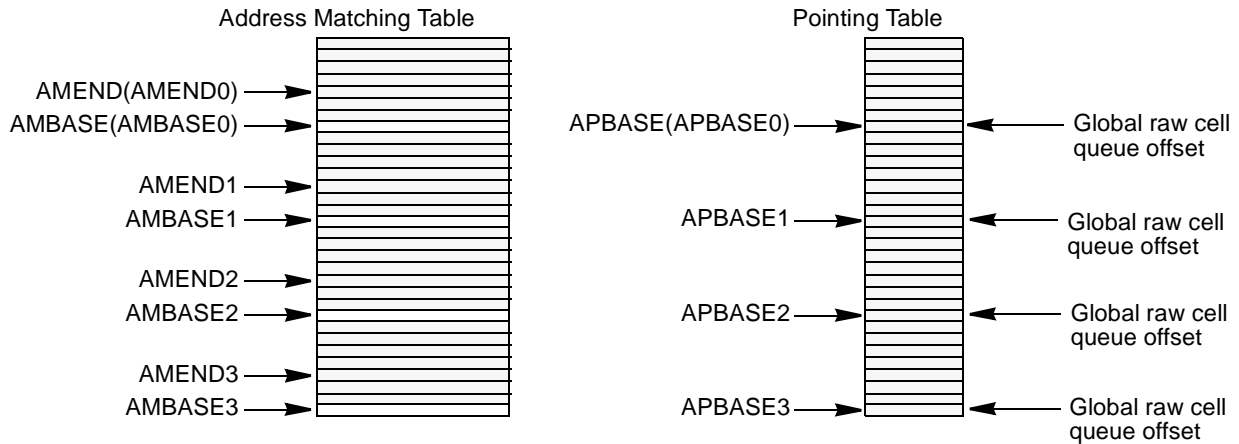 Address Matching Table
AMEND(AMEND0)
AMBASE(AMBASE0)
AMEND1
AMBASE1
AMEND2
AMBASE2
AMEND3
AMBASE3
Pointing Table
APBASE(APBASE0)
APBASE1
APBASE2
APBASE3
Global raw cell
queue offset
Global raw cell
queue offset
Global raw cell
queue offset
Global raw cell
queue offset